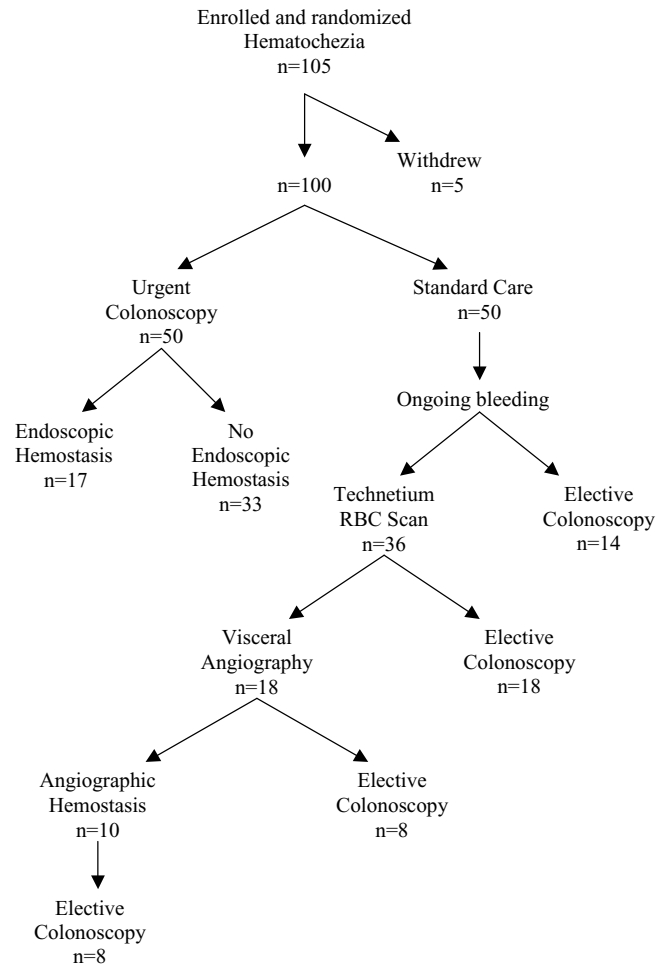 Enrolled and randomized
Hematochezia
n=105
Withdrew
n=5
n=100
Urgent
Colonoscopy
n=50
Standard Care
n=50
Ongoing bleeding
Endoscopic
Hemostasis
n=17
No
Endoscopic
Hemostasis
n=33
Technetium
RBC Scan
n=36
Elective
Colonoscopy
n=14
Visceral
Angiography
n=18
Elective
Colonoscopy
n=18
Angiographic
Hemostasis
n=10
Elective
Colonoscopy
n=8
Elective
Colonoscopy
n=8